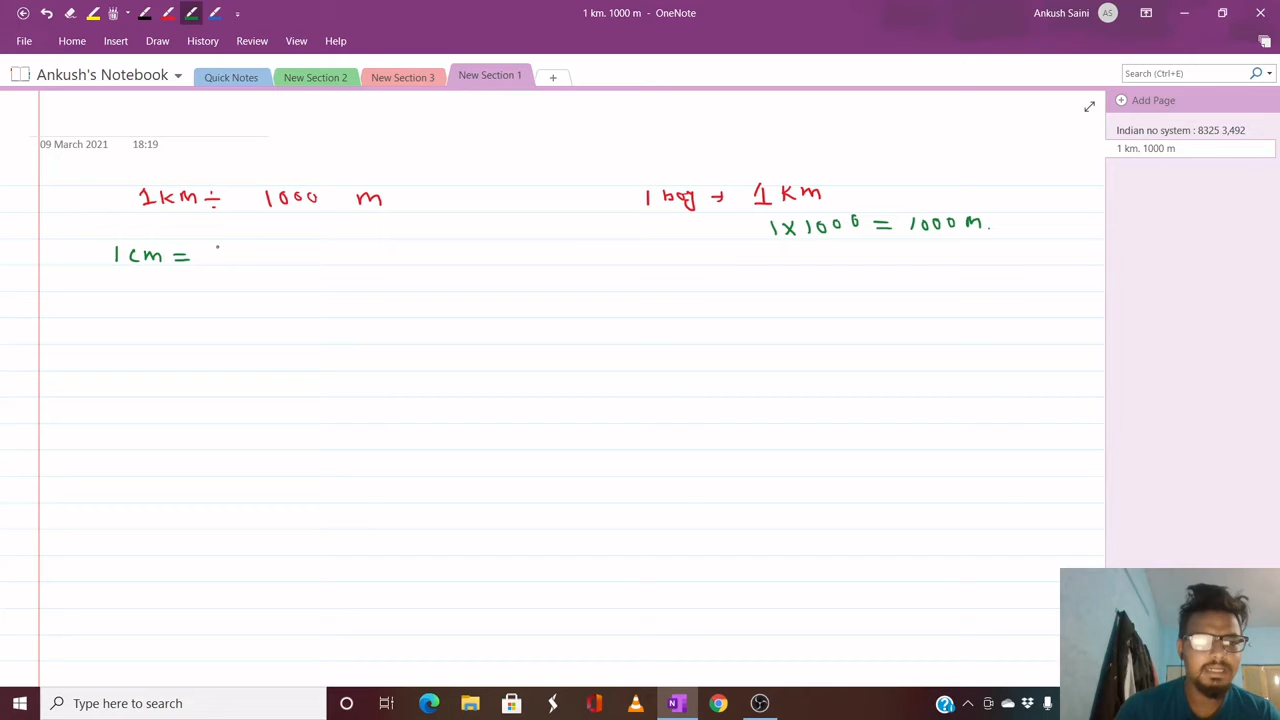 1 km. 1000 m - OneNote
Ankush Saini
AS
File Home Insert Draw History Review View Help
Ankush's Notebook
Quick Notes
New Section 2
New Section 3
New Section 1
Search (Ctrl+E)
Add Page
Indian no system : 8325 3,492
1 km. 1000 m
09 March 2021 18:19
1 km ÷ 1000 m
1 → 1 Km
1 x 1000 = 1000 m.
1 cm =
Type here to search